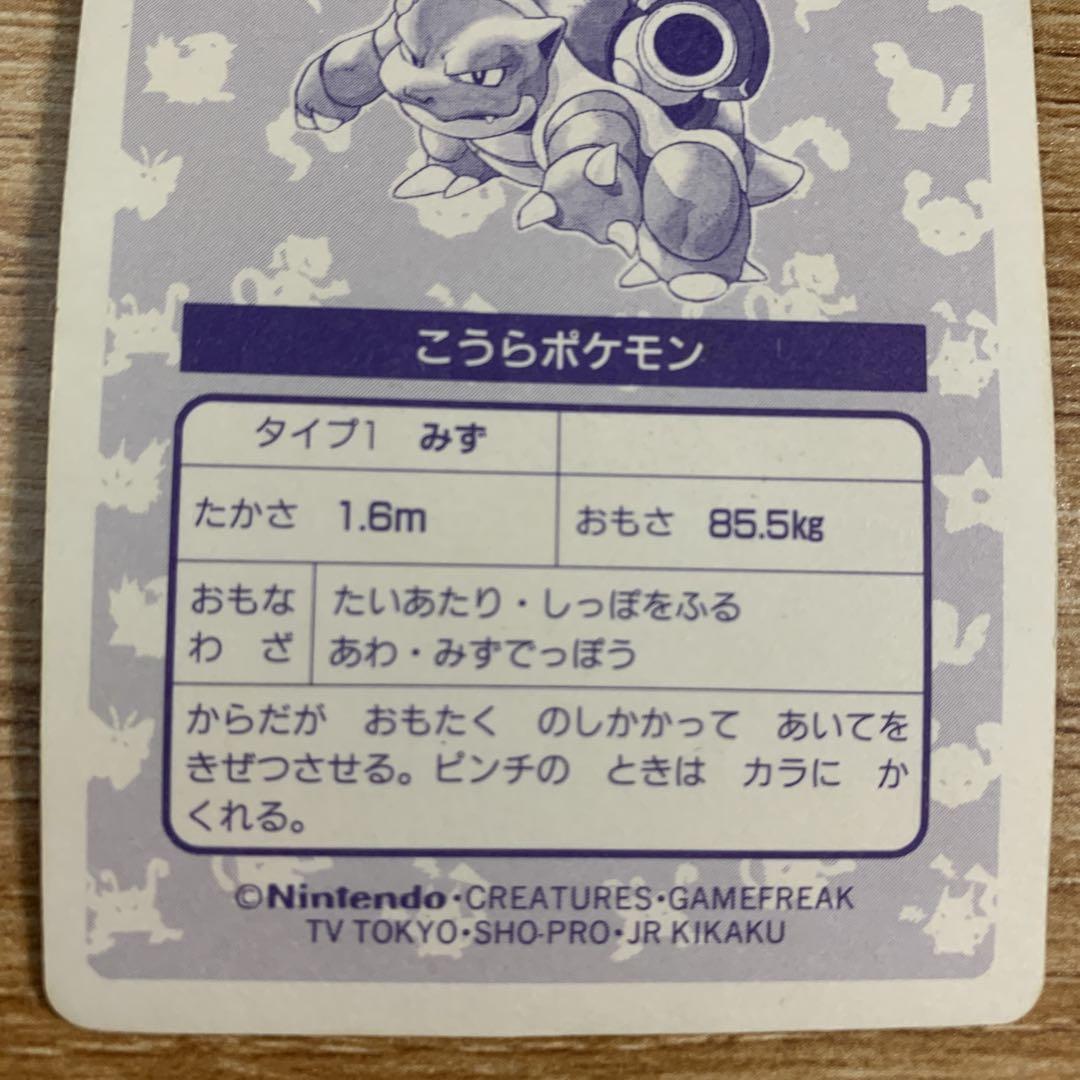 こうらポケモン
タイプ1 みず
たかさ 1.6m おもさ 85.5kg
おもな たいあたり・しっぽをふる
わ ざ あわ・みずでっぽう
からだが おもたく のしかかって あいてを
きぜつさせる。ピンチの ときは カラに か
くれる。
©Nintendo・CREATURES・GAMEFREAK
TV TOKYO・SHO-PRO・JR KIKAKU